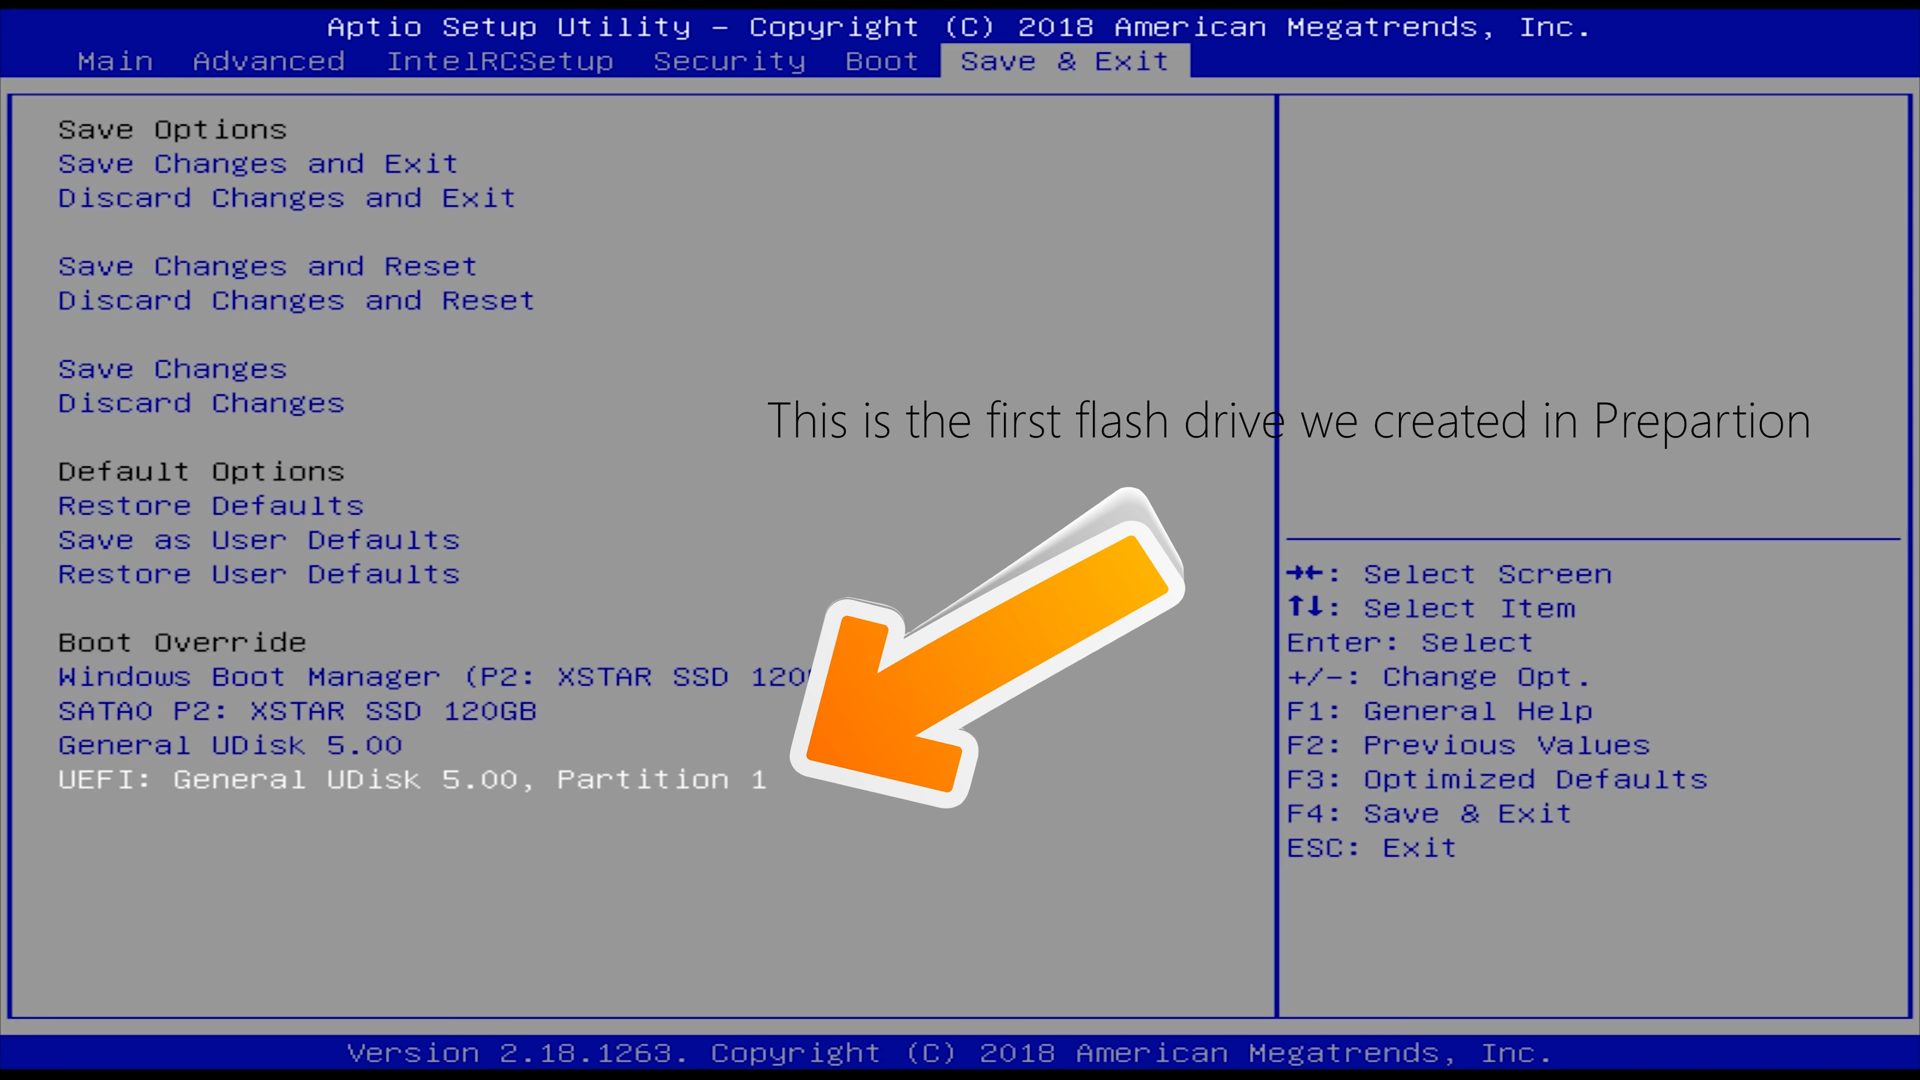 Aptio Setup Utility – Copyright (C) 2018 American Megatrends, Inc.
Main Advanced IntelRCSetup Security Boot Save & Exit
Save Options
Save Changes and Exit
Discard Changes and Exit
Save Changes and Reset
Discard Changes and Reset
Save Changes
Discard Changes
This is the first flash drive we created in Prepartion
Default Options
Restore Defaults
Save as User Defaults
Restore User Defaults
Boot Override
Windows Boot Manager (P2: XSTAR SSD 120
SATA0 P2: XSTAR SSD 120GB
General UDisk 5.00
UEFI: General UDisk 5.00, Partition 1
→←: Select Screen
↑↓: Select Item
Enter: Select
+/-: Change Opt.
F1: General Help
F2: Previous Values
F3: Optimized Defaults
F4: Save & Exit
ESC: Exit
Version 2.18.1263. Copyright (C) 2018 American Megatrends, Inc.